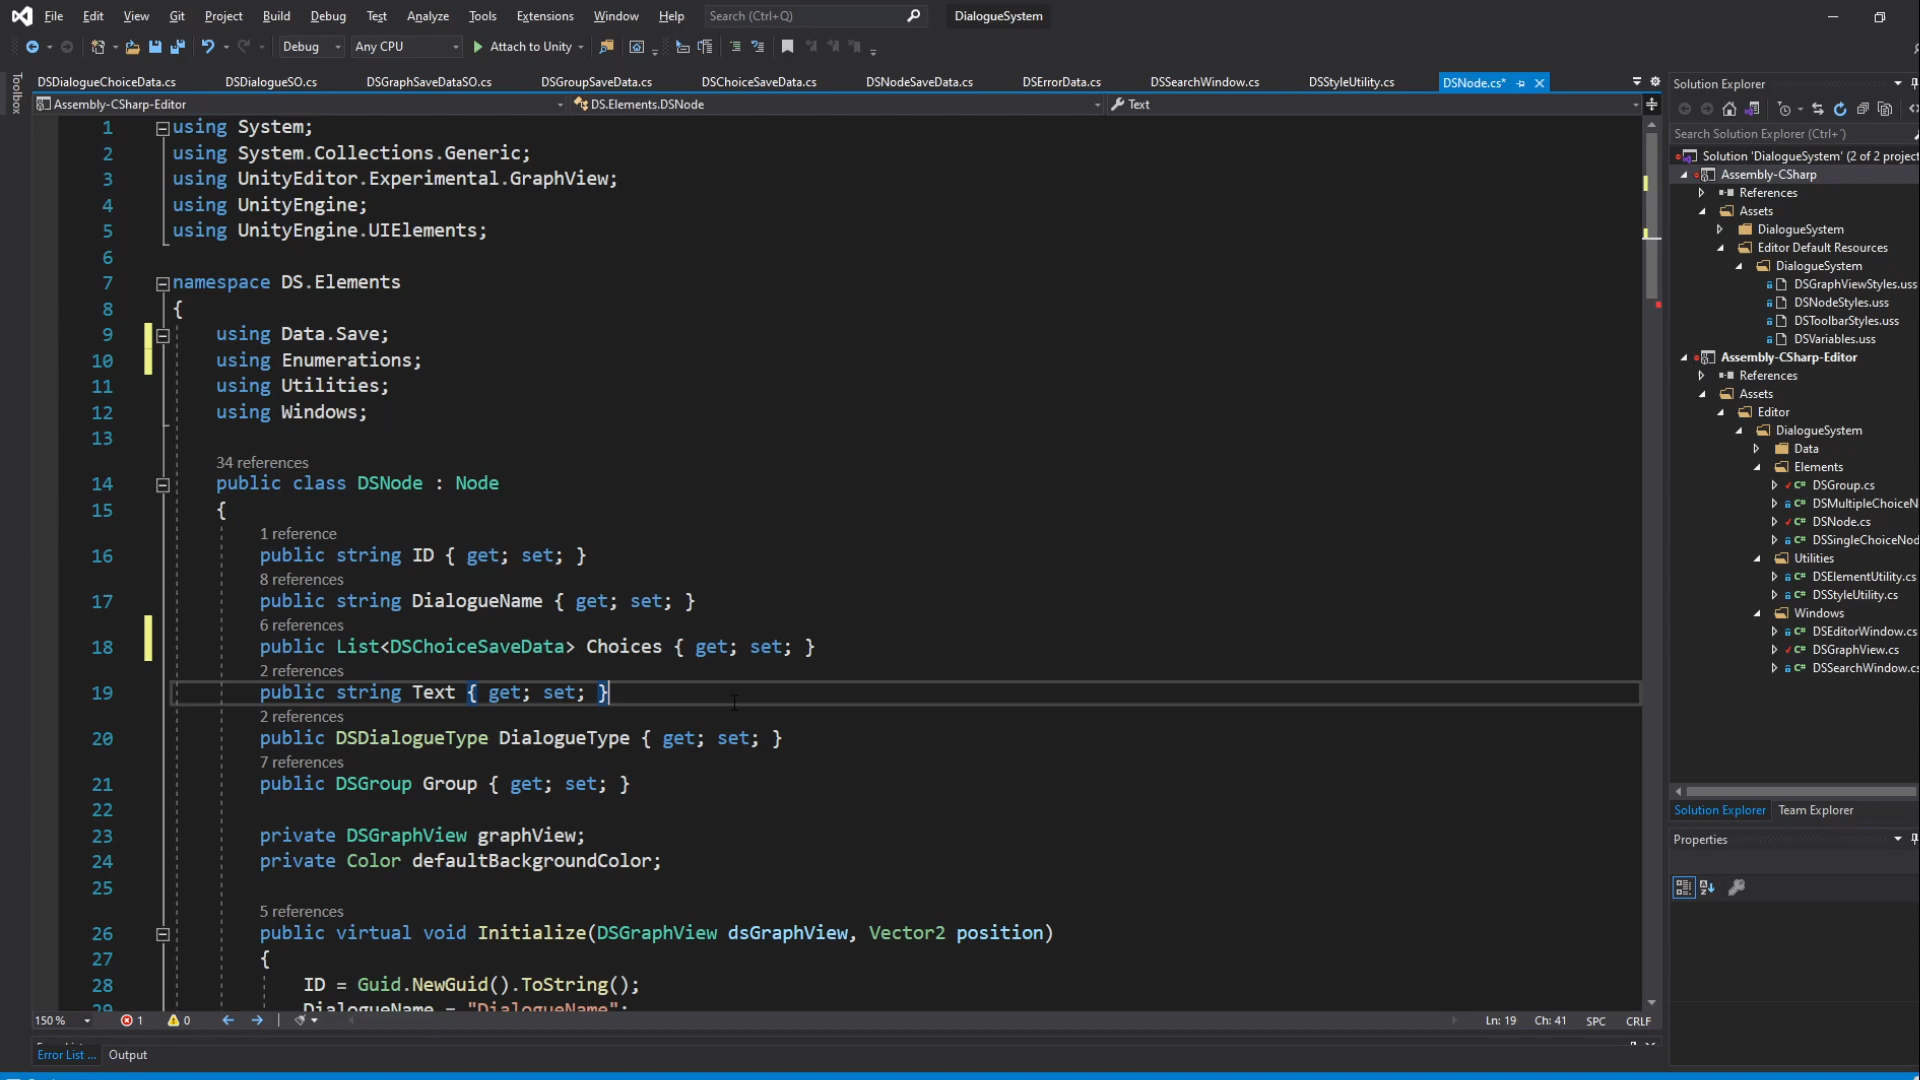 File Edit View Git Project Build Debug Test Analyze Tools Extensions Window Help Search (Ctrl+Q) DialogueSystem
Debug Any CPU Attach to Unity
DSDialogueChoiceData.cs DSDialogueSO.cs DSGraphSaveDataSO.cs DSGroupSaveData.cs DSChoiceSaveData.cs DSNodeSaveData.cs DSErrorData.cs DSSearchWindow.cs DSStyleUtility.cs DSNode.cs*
Toolbox
Assembly-CSharp-Editor DS.Elements.DSNode Text
1 using System;
2 using System.Collections.Generic;
3 using UnityEditor.Experimental.GraphView;
4 using UnityEngine;
5 using UnityEngine.UIElements;
6
7 namespace DS.Elements
8 {
9 using Data.Save;
10 using Enumerations;
11 using Utilities;
12 using Windows;
13
34 references
14 public class DSNode : Node
15 {
1 reference
16 public string ID { get; set; }
8 references
17 public string DialogueName { get; set; }
6 references
18 public List<DSChoiceSaveData> Choices { get; set; }
2 references
19 public string Text { get; set; }
2 references
20 public DSDialogueType DialogueType { get; set; }
7 references
21 public DSGroup Group { get; set; }
22
23 private DSGraphView graphView;
24 private Color defaultBackgroundColor;
25
5 references
26 public virtual void Initialize(DSGraphView dsGraphView, Vector2 position)
27 {
28 ID = Guid.NewGuid().ToString();
29 DialogueName = "DialogueName";
150 % 1 0 Ln: 19 Ch: 41 SPC CRLF
Error List ... Output
Solution Explorer
Search Solution Explorer (Ctrl+')
Solution 'DialogueSystem' (2 of 2 project
Assembly-CSharp
References
Assets
DialogueSystem
Editor Default Resources
DialogueSystem
DSGraphViewStyles.uss
DSNodeStyles.uss
DSToolbarStyles.uss
DSVariables.uss
Assembly-CSharp-Editor
References
Assets
Editor
DialogueSystem
Data
Elements
DSGroup.cs
DSMultipleChoiceN
DSNode.cs
DSSingleChoiceNod
Utilities
DSElementUtility.cs
DSStyleUtility.cs
Windows
DSEditorWindow.cs
DSGraphView.cs
DSSearchWindow.cs
Solution Explorer Team Explorer
Properties